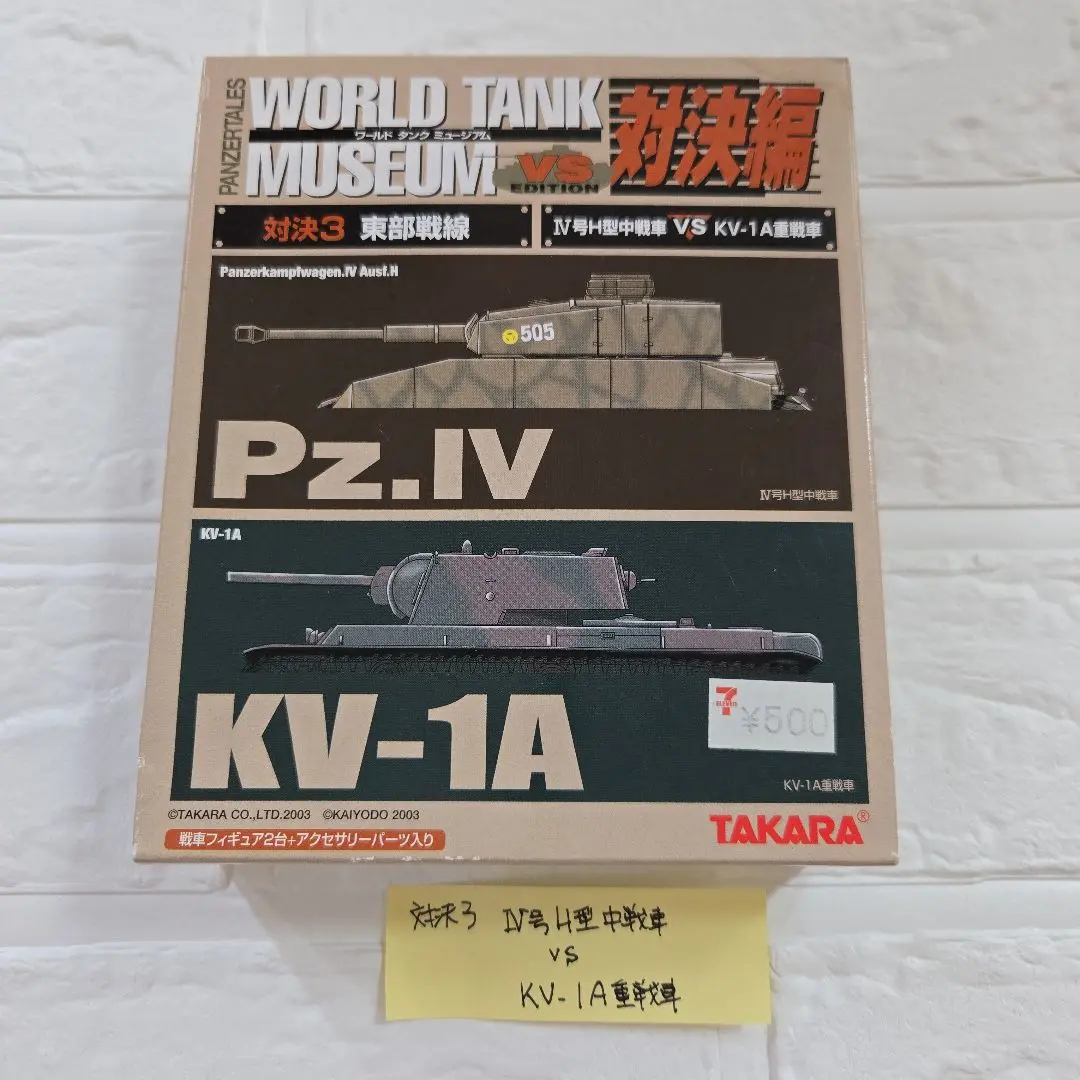 PANZERTALES
WORLD TANK
ワールド タンク ミュージアム
MUSEUM
VS
EDITION
対決編
対決3 東部戦線
Ⅳ号H型中戦車 VS KV-1A重戦車
Panzerkampfwagen.IV Ausf.H
505
Pz.IV
Ⅳ号H型中戦車
KV-1A
KV-1A
7
ELEVEN
¥500
KV-1A重戦車
©TAKARA CO.,LTD.2003 ©KAIYODO 2003
戦車フィギュア2台+アクセサリーパーツ入り
TAKARA®
対決3 Ⅳ号H型中戦車
VS
KV-1A重戦車